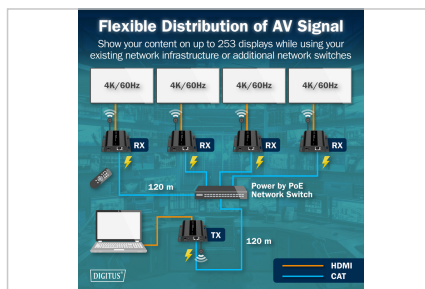 Flexible Distribution of AV Signal
Show your content on up to 253 displays while using your
existing network infrastructure or additional network switches
4K/60Hz 4K/60Hz 4K/60Hz 4K/60Hz
RX RX RX RX
120 m
Power by PoE
Network Switch
TX
120 m
HDMI
CAT
DIGITUS®